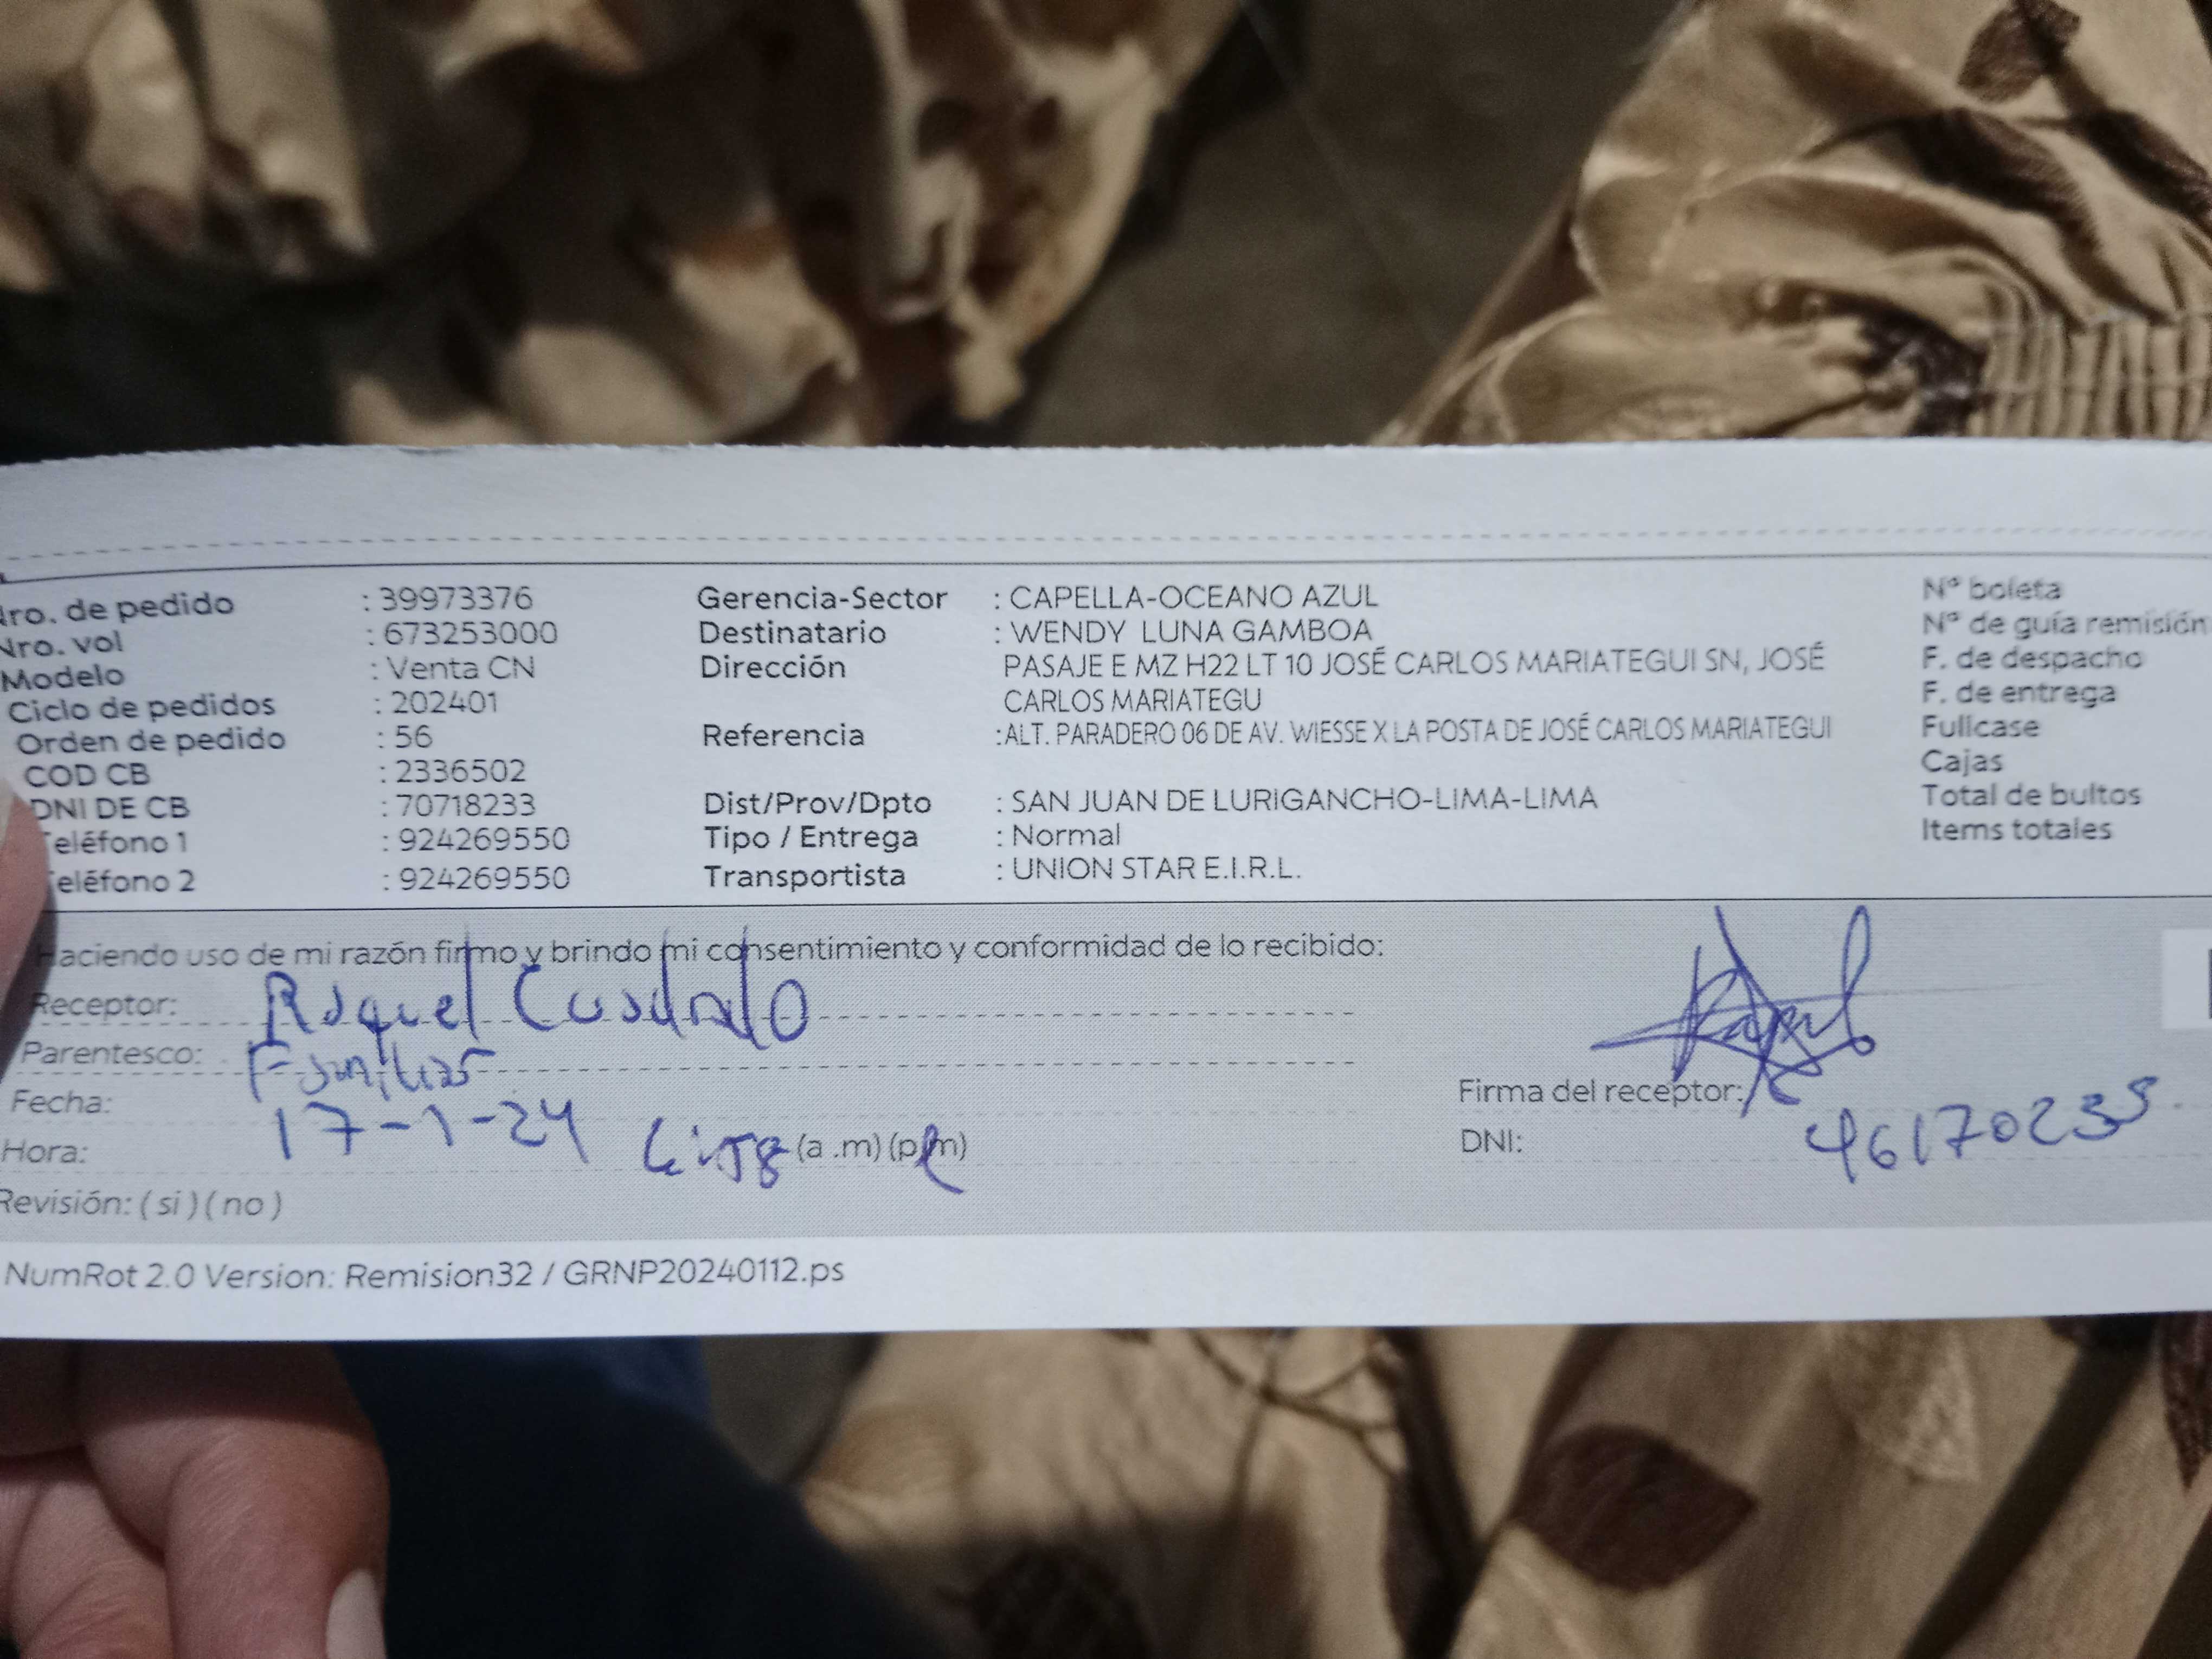 Nro. de pedido : 39973376 Gerencia-Sector : CAPELLA-OCEANO AZUL N° boleta
Nro. vol : 673253000 Destinatario : WENDY LUNA GAMBOA N° de guía remisión
Modelo : Venta CN Dirección PASAJE E MZ H22 LT 10 JOSÉ CARLOS MARIATEGUI SN, JOSÉ F. de despacho
Ciclo de pedidos : 202401 CARLOS MARIATEGU F. de entrega
Orden de pedido : 56 Referencia :ALT. PARADERO 06 DE AV. WIESSE X LA POSTA DE JOSÉ CARLOS MARIATEGUI Fullcase
COD CB : 2336502 Cajas
DNI DE CB : 70718233 Dist/Prov/Dpto : SAN JUAN DE LURIGANCHO-LIMA-LIMA Total de bultos
eléfono 1 : 924269550 Tipo / Entrega : Normal Items totales
eléfono 2 : 924269550 Transportista : UNION STAR E.I.R.L.
Haciendo uso de mi razón firmo y brindo mi consentimiento y conformidad de lo recibido:
Receptor: Raquel
Parentesco: Familiar
Fecha: 17-1-24 Firma del receptor:
Hora: (a .m) (p.m) DNI: 46170235
Revisión: ( si ) ( no )
NumRot 2.0 Version: Remision32 / GRNP20240112.ps